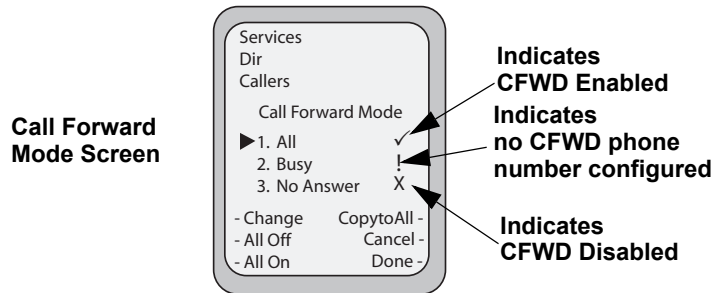 Call Forward
Mode Screen
Services
Dir
Callers
Call Forward Mode
1. All ✓
2. Busy !
3. No Answer X
- Change CopytoAll -
- All Off Cancel -
- All On Done -
Indicates
CFWD Enabled
Indicates
no CFWD phone
number configured
Indicates
CFWD Disabled